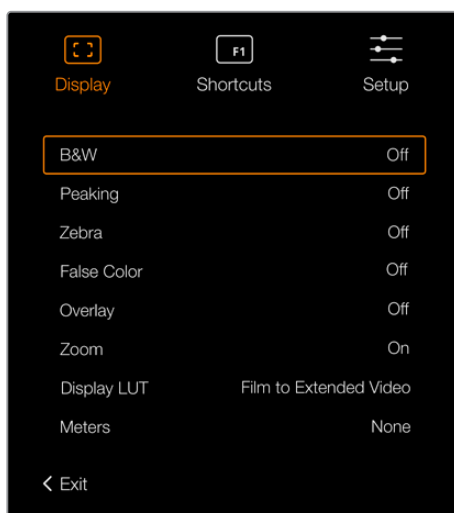 F1
Display Shortcuts Setup
B&W Off
Peaking Off
Zebra Off
False Color Off
Overlay Off
Zoom On
Display LUT Film to Extended Video
Meters None
Exit